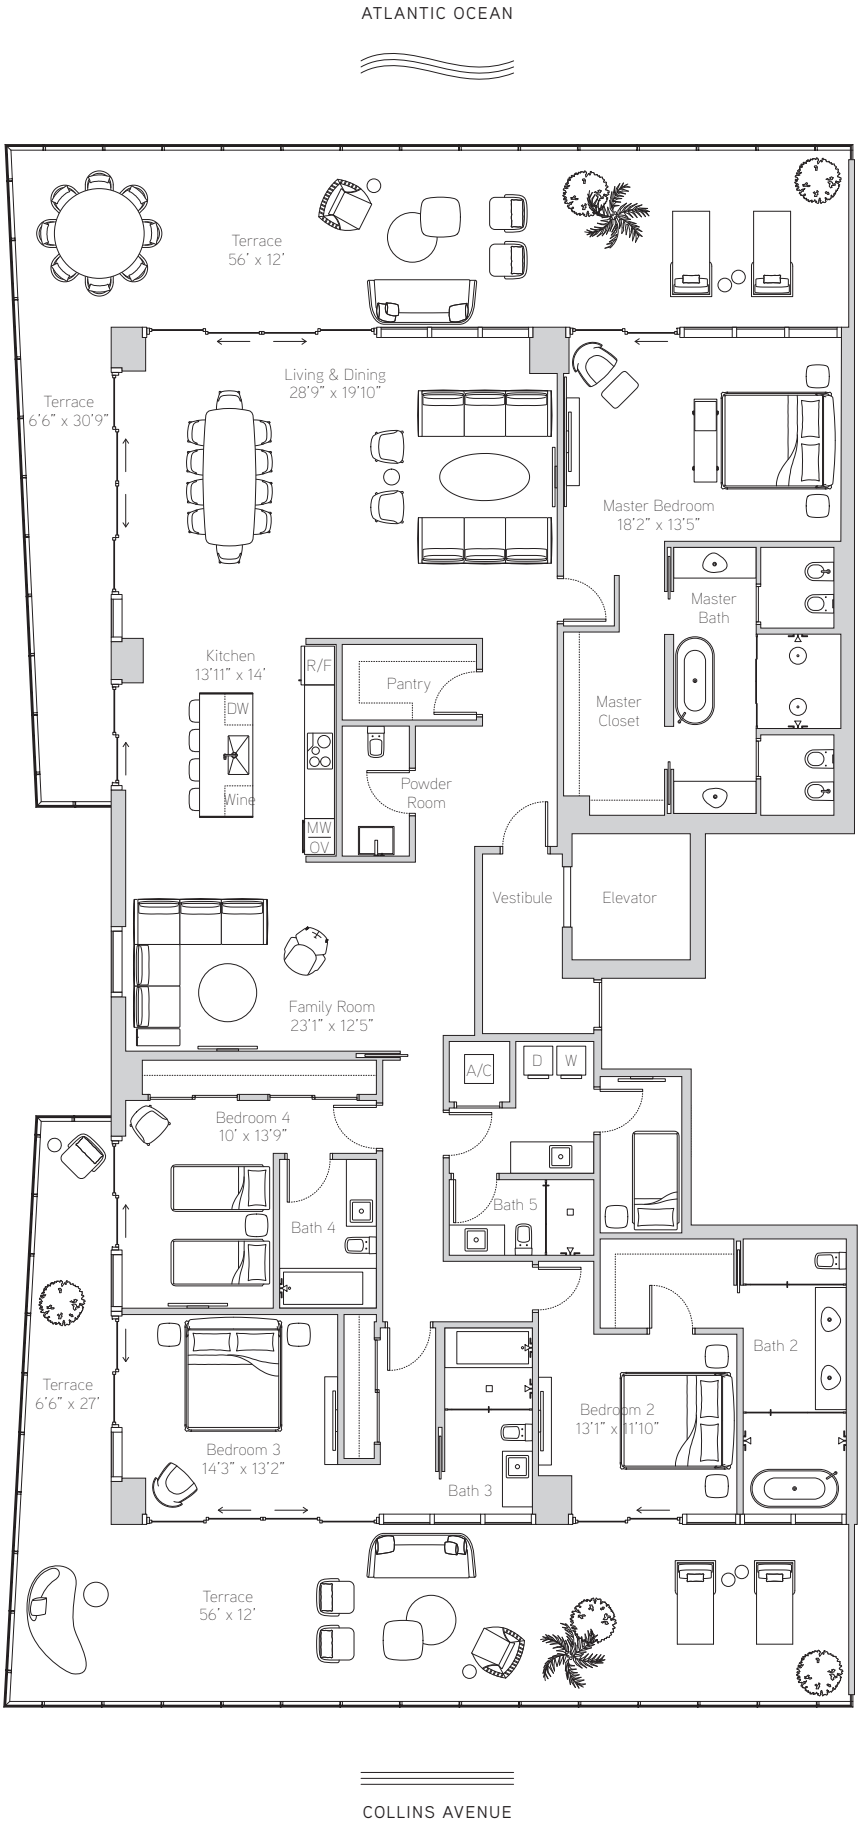 ATLANTIC OCEAN
Terrace
56’ x 12’
Living & Dining
28’9” x 19’10”
Terrace
6’6” x 30’9”
Master Bedroom
18’2” x 13’5”
Master
Bath
Kitchen
13’11” x 14’
R/F
Pantry
DW
Master
Closet
Powder
Room
Wine
MW
OV
Vestibule
Elevator
Family Room
23’1” x 12’5”
A/C
D
W
Bedroom 4
10’ x 13’9”
Bath 5
Bath 4
Bath 2
Terrace
6’6” x 27’
Bedroom 2
13’1” x 11’10”
Bedroom 3
14’3” x 13’2”
Bath 3
Terrace
56’ x 12’
COLLINS AVENUE